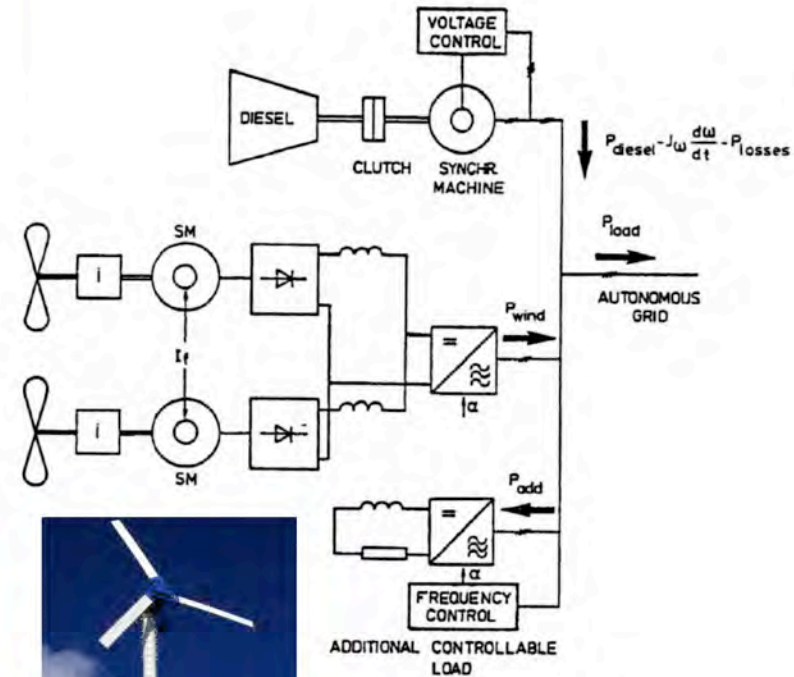 VOLTAGE
CONTROL
DIESEL
CLUTCH
SYNCHR.
MACHINE
P_diesel - Jω dω/dt - P_losses
P_load
AUTONOMOUS
GRID
SM
i
P_wind
I_f
α
i
SM
P_add
α
FREQUENCY
CONTROL
ADDITIONAL CONTROLLABLE
LOAD